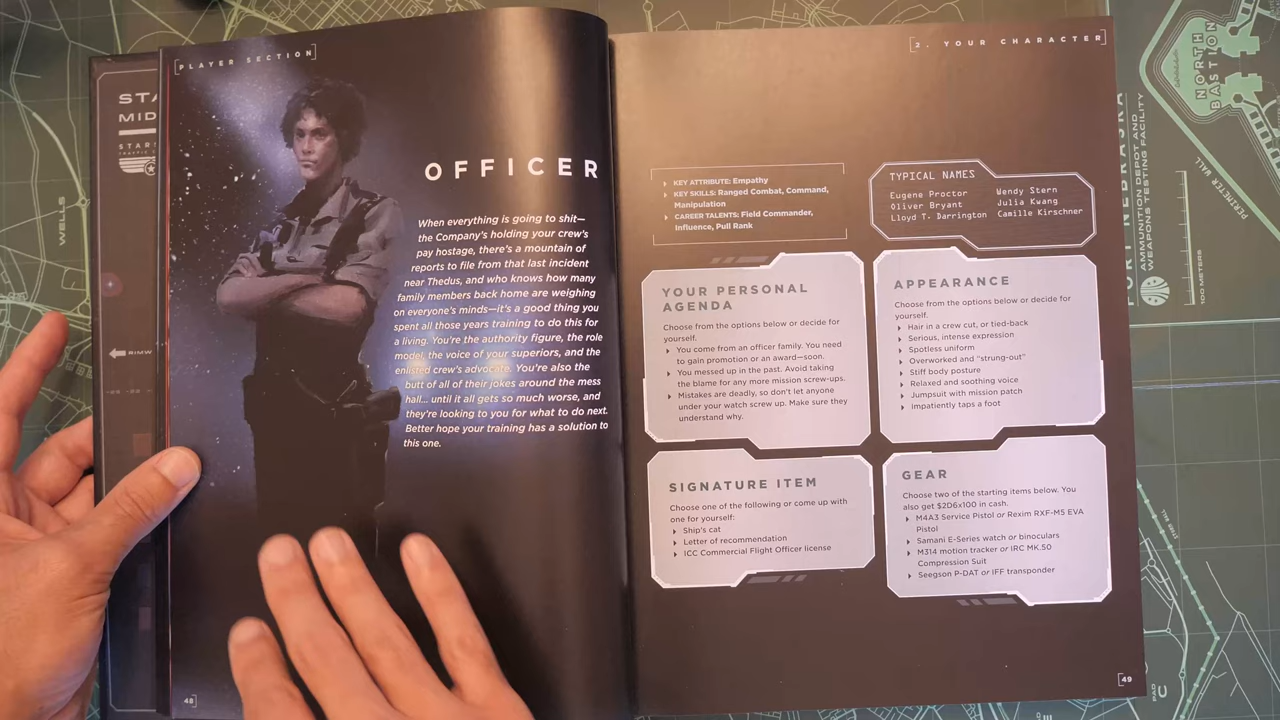 [PLAYER SECTION]
OFFICER
When everything is going to shit—
the Company's holding your crew's
pay hostage, there's a mountain of
reports to file from that last incident
near Thedus, and who knows how many
family members back home are weighing
on everyone's minds—it's a good thing you
spent all those years training to do this for
a living. You're the authority figure, the role
model, the voice of your superiors, and the
enlisted crew's advocate. You're also the
butt of all of their jokes around the mess
hall... until it all gets so much worse, and
they're looking to you for what to do next.
Better hope your training has a solution to
this one.
48
[2. YOUR CHARACTER]
KEY ATTRIBUTE: Empathy
KEY SKILLS: Ranged Combat, Command,
Manipulation
CAREER TALENTS: Field Commander,
Influence, Pull Rank
TYPICAL NAMES
Eugene Proctor
Oliver Bryant
Lloyd T. Darrington
Wendy Stern
Julia Kwang
Camille Kirschner
YOUR PERSONAL
AGENDA
Choose from the options below or decide for
yourself.
You come from an officer family. You need
to gain promotion or an award—soon.
You messed up in the past. Avoid taking
the blame for any more mission screw-ups.
Mistakes are deadly, so don't let anyone
under your watch screw up. Make sure they
understand why.
APPEARANCE
Choose from the options below or decide for
yourself.
Hair in a crew cut, or tied-back
Serious, intense expression
Spotless uniform
Overworked and "strung-out"
Stiff body posture
Relaxed and soothing voice
Jumpsuit with mission patch
Impatiently taps a foot
SIGNATURE ITEM
Choose one of the following or come up with
one for yourself:
Ship's cat
Letter of recommendation
ICC Commercial Flight Officer license
GEAR
Choose two of the starting items below. You
also get $2D6x100 in cash.
M4A3 Service Pistol or Rexim RXF-M5 EVA
Pistol
Samani E-Series watch or binoculars
M314 motion tracker or IRC MK.50
Compression Suit
Seegson P-DAT or IFF transponder
49
STA
MID
WELLS
NORTH
BASTION
PERIMETER WALL
FORT NEBRASKA
AMMUNITION DEPOT AND
WEAPONS TESTING FACILITY
100 METERS